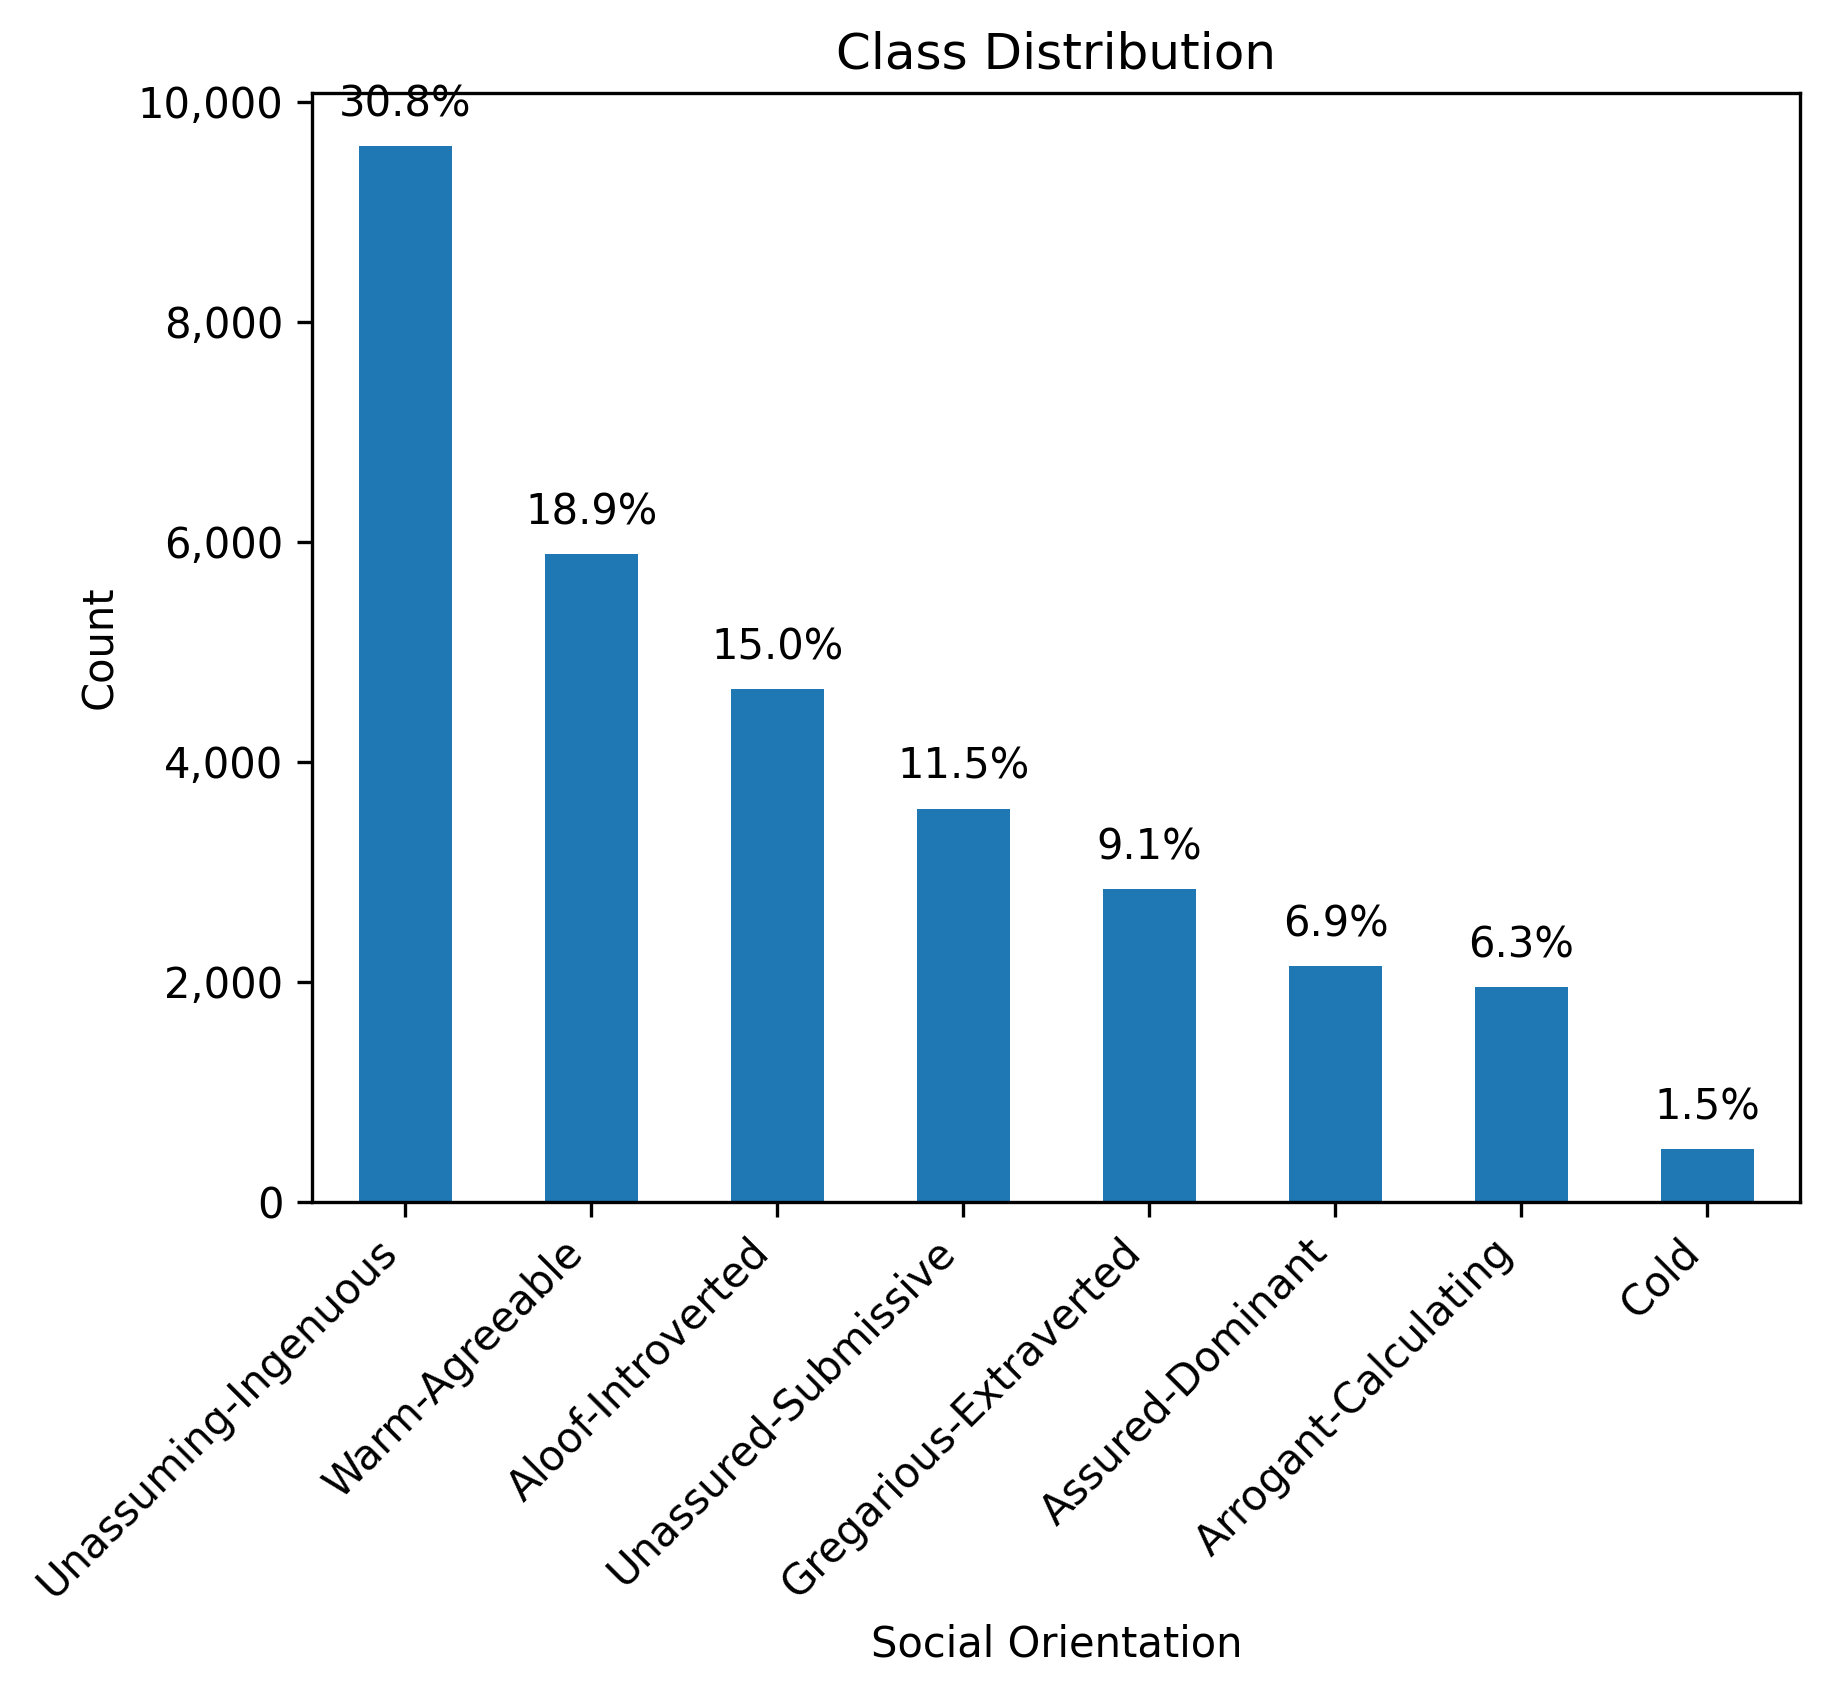 Class Distribution
10,000
8,000
6,000
4,000
2,000
0
Count
30.8%
18.9%
15.0%
11.5%
9.1%
6.9%
6.3%
1.5%
Unassuming-Ingenuous
Warm-Agreeable
Aloof-Introverted
Unassured-Submissive
Gregarious-Extraverted
Assured-Dominant
Arrogant-Calculating
Cold
Social Orientation